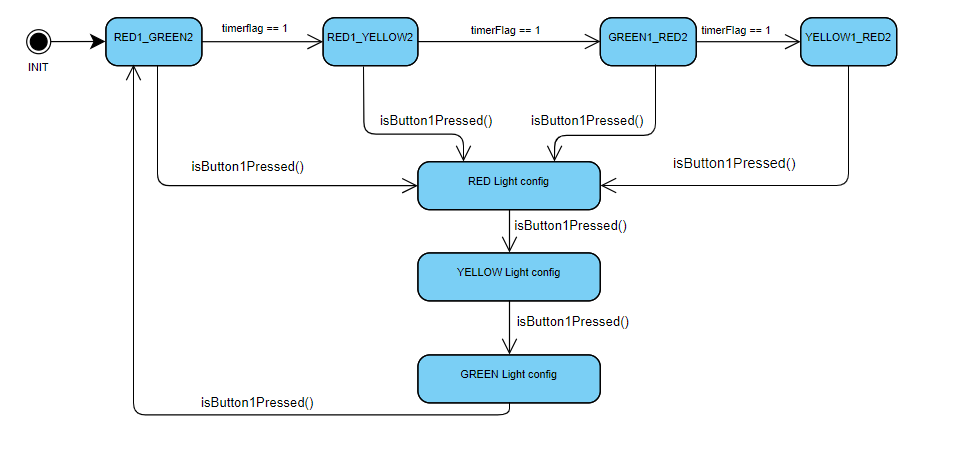 RED1_GREEN2
timerflag == 1
RED1_YELLOW2
timerFlag == 1
GREEN1_RED2
timerFlag == 1
YELLOW1_RED2
INIT
isButton1Pressed()
isButton1Pressed()
isButton1Pressed()
isButton1Pressed()
RED Light config
isButton1Pressed()
YELLOW Light config
isButton1Pressed()
GREEN Light config
isButton1Pressed()